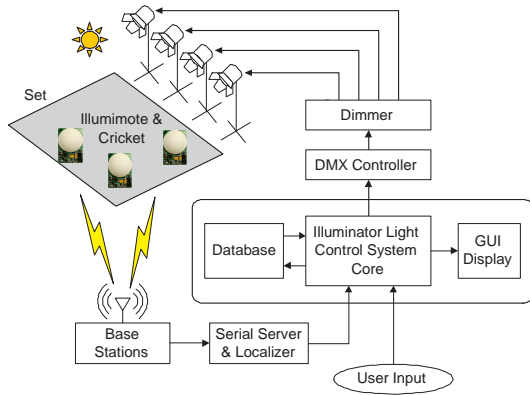 Set
Illumimote &
Cricket
Dimmer
DMX Controller
Database
Illuminator Light
Control System
Core
GUI
Display
Base
Stations
Serial Server
& Localizer
User Input